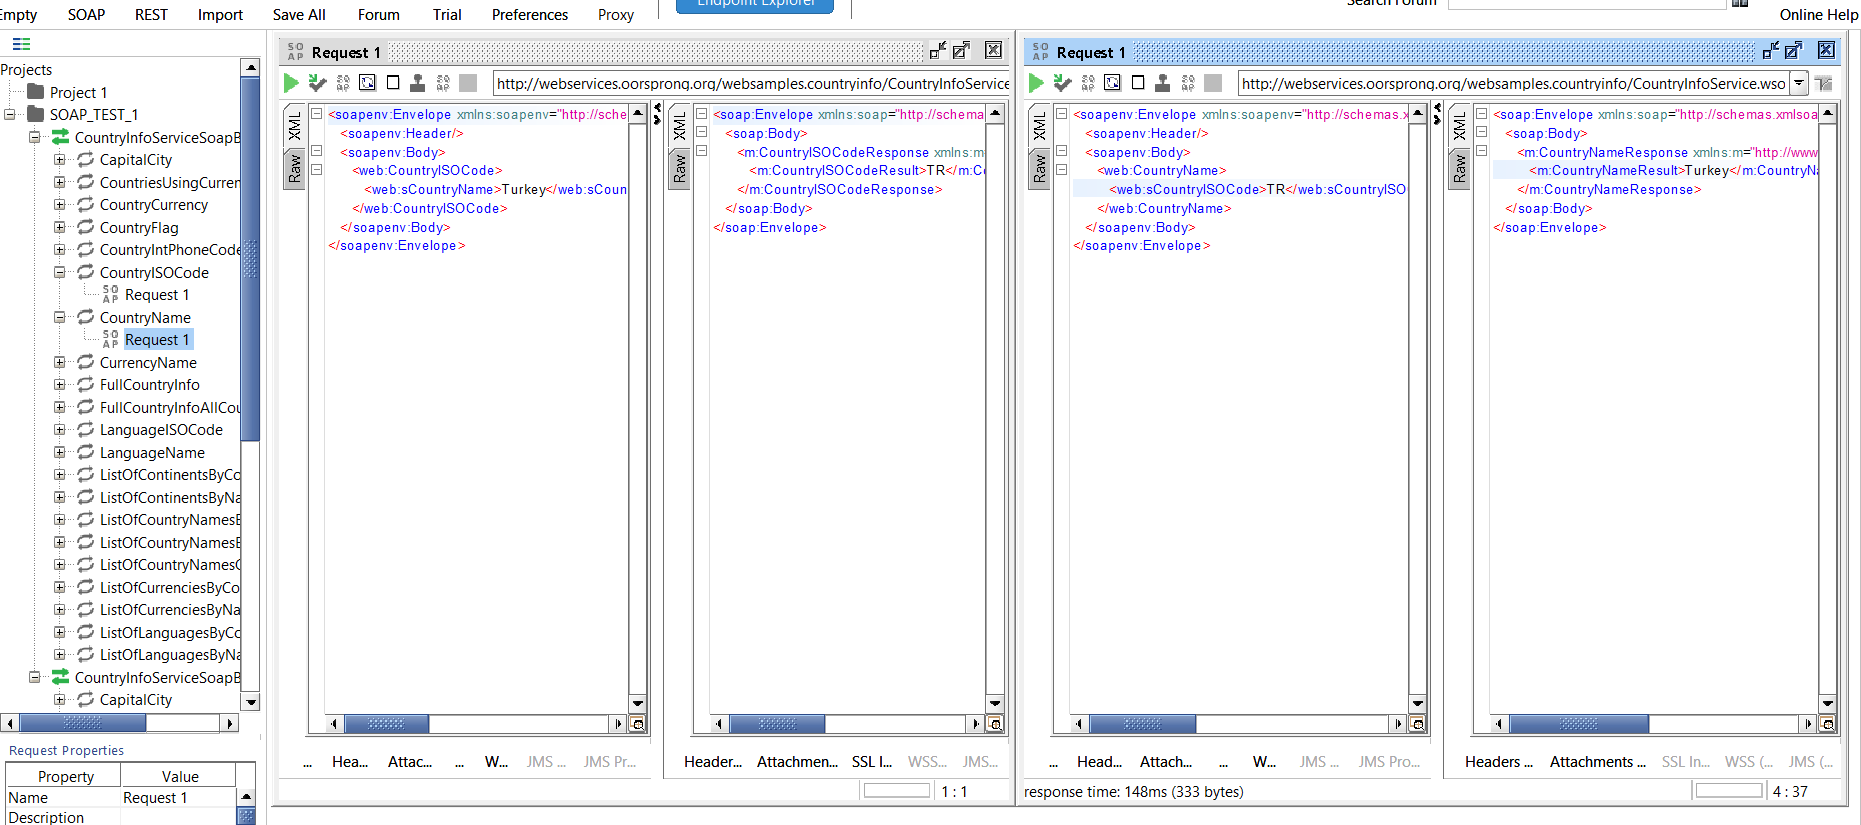 Empty SOAP REST Import Save All Forum Trial Preferences Proxy Endpoint Explorer Search Forum Online Help
Projects
Project 1
SOAP_TEST_1
CountryInfoServiceSoapB
CapitalCity
CountriesUsingCurren
CountryCurrency
CountryFlag
CountryIntPhoneCode
CountryISOCode
SOAP Request 1
CountryName
SOAP Request 1
CurrencyName
FullCountryInfo
FullCountryInfoAllCou
LanguageISOCode
LanguageName
ListOfContinentsByCo
ListOfContinentsByNa
ListOfCountryNamesB
ListOfCountryNamesB
ListOfCountryNamesG
ListOfCurrenciesByCo
ListOfCurrenciesByNa
ListOfLanguagesByCo
ListOfLanguagesByNa
CountryInfoServiceSoapB
CapitalCity
Request Properties
Property Value
Name Request 1
Description
SOAP Request 1
http://webservices.oorsprong.org/websamples.countryinfo/CountryInfoService
XML
Raw
<soapenv:Envelope xmlns:soapenv="http://sche
<soapenv:Header/>
<soapenv:Body>
<web:CountryISOCode>
<web:sCountryName>Turkey</web:sCoun
</web:CountryISOCode>
</soapenv:Body>
</soapenv:Envelope>
XML
Raw
<soap:Envelope xmlns:soap="http://schema
<soap:Body>
<m:CountryISOCodeResponse xmlns:m
<m:CountryISOCodeResult>TR</m:Co
</m:CountryISOCodeResponse>
</soap:Body>
</soap:Envelope>
... Hea... Attac... ... W... JMS ... JMS Pr...
Header... Attachmen... SSL I... WSS... JMS...
1 : 1
SOAP Request 1
http://webservices.oorsprong.org/websamples.countryinfo/CountryInfoService.wso
XML
Raw
<soapenv:Envelope xmlns:soapenv="http://schemas.x
<soapenv:Header/>
<soapenv:Body>
<web:CountryName>
<web:sCountryISOCode>TR</web:sCountryISO
</web:CountryName>
</soapenv:Body>
</soapenv:Envelope>
XML
Raw
<soap:Envelope xmlns:soap="http://schemas.xmlsoa
<soap:Body>
<m:CountryNameResponse xmlns:m="http://www
<m:CountryNameResult>Turkey</m:CountryNa
</m:CountryNameResponse>
</soap:Body>
</soap:Envelope>
... Head... Attach... ... W... JMS ... JMS Pro...
Headers ... Attachments ... SSL In... WSS (... JMS (...
response time: 148ms (333 bytes)
4 : 37